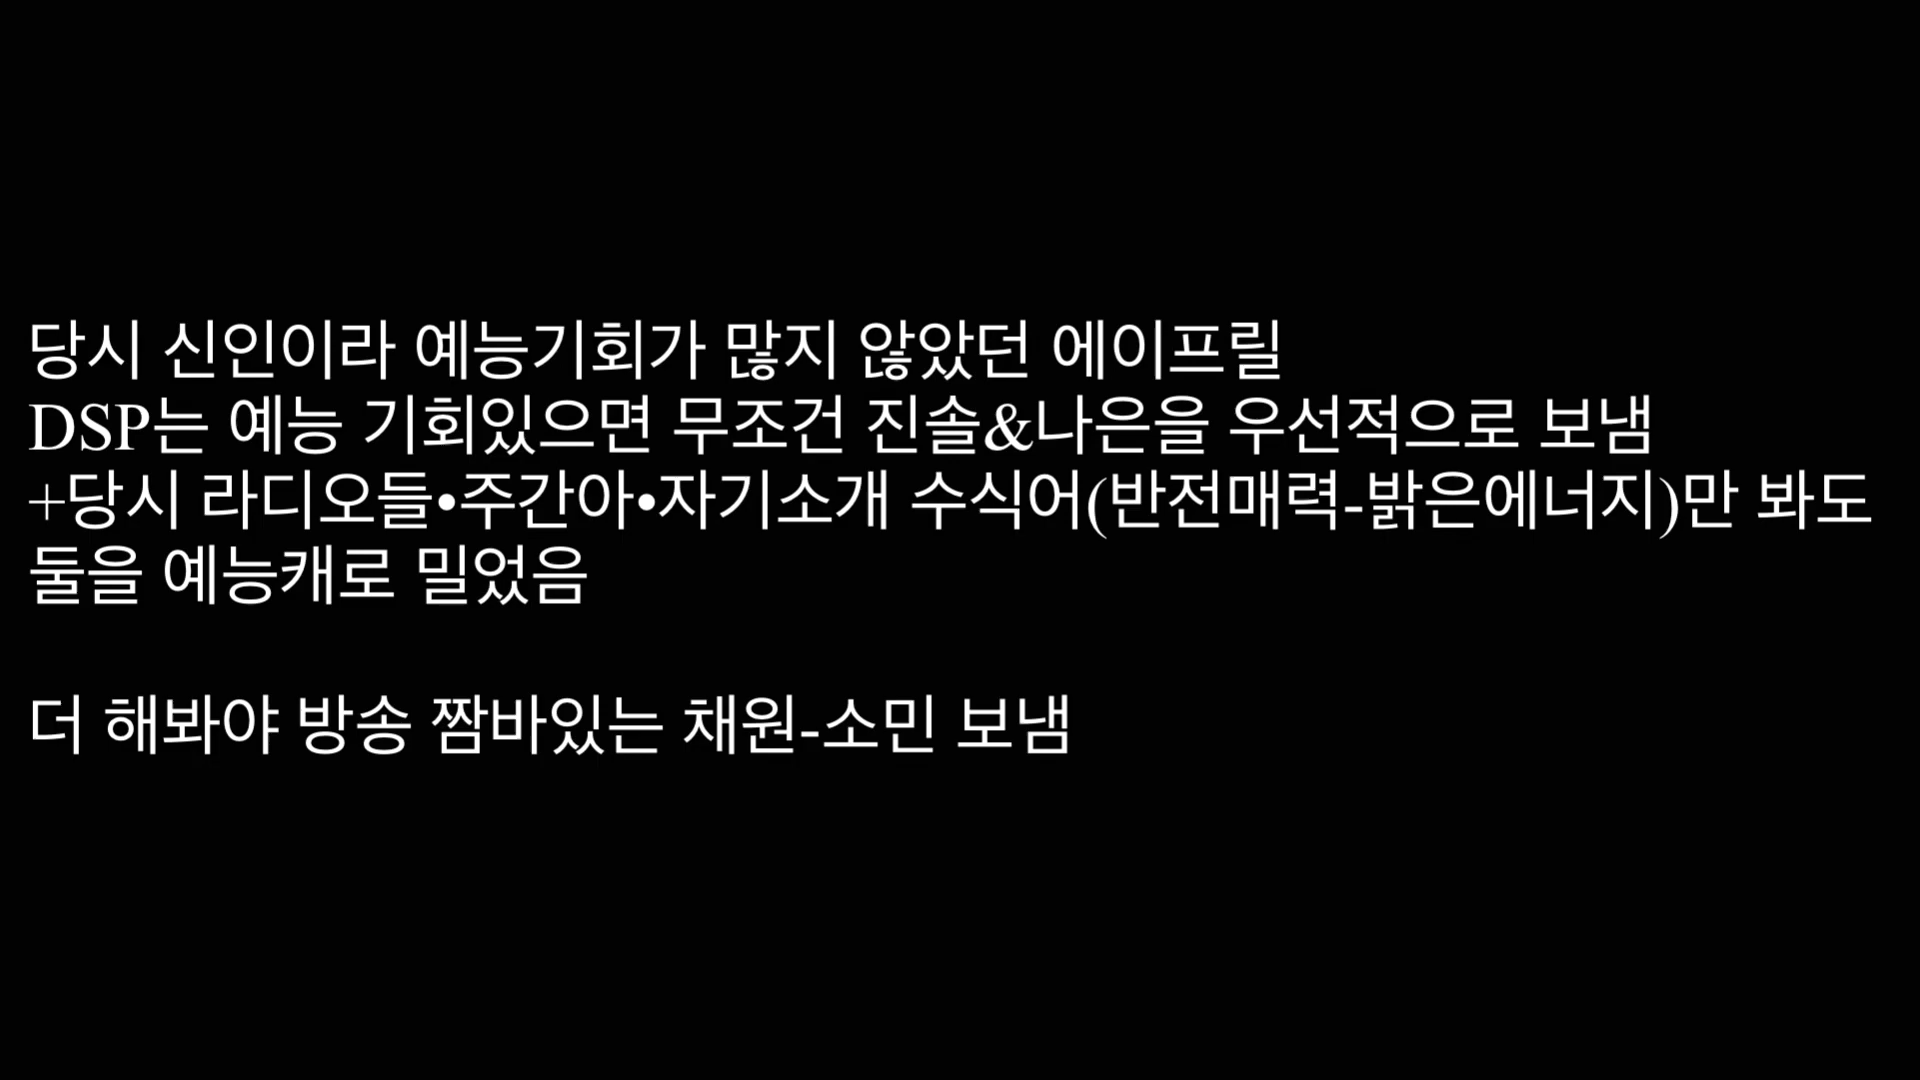 당시 신인이라 예능기회가 많지 않았던 에이프릴
DSP는 예능 기회있으면 무조건 진솔&나은을 우선적으로 보냄
+당시 라디오들•주간아•자기소개 수식어(반전매력-밝은에너지)만 봐도
둘을 예능캐로 밀었음
더 해봐야 방송 짬바있는 채원-소민 보냄